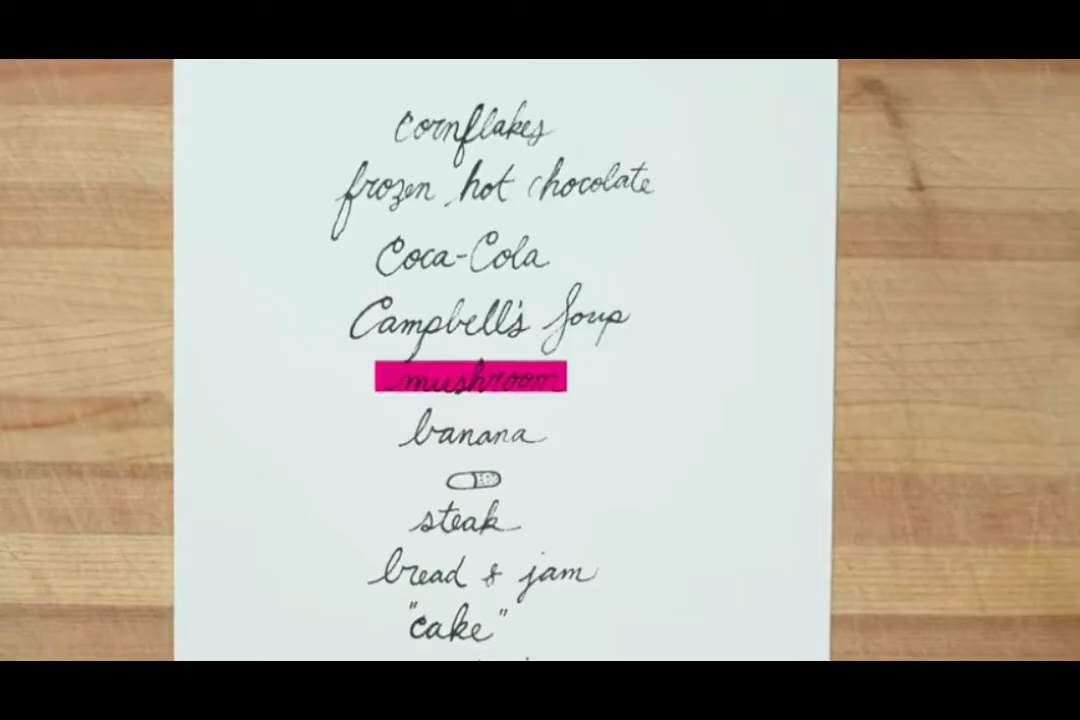 cornflakes
frozen hot chocolate
Coca-Cola
Campbell's Soup
mushroom
banana
steak
bread & jam
"cake"